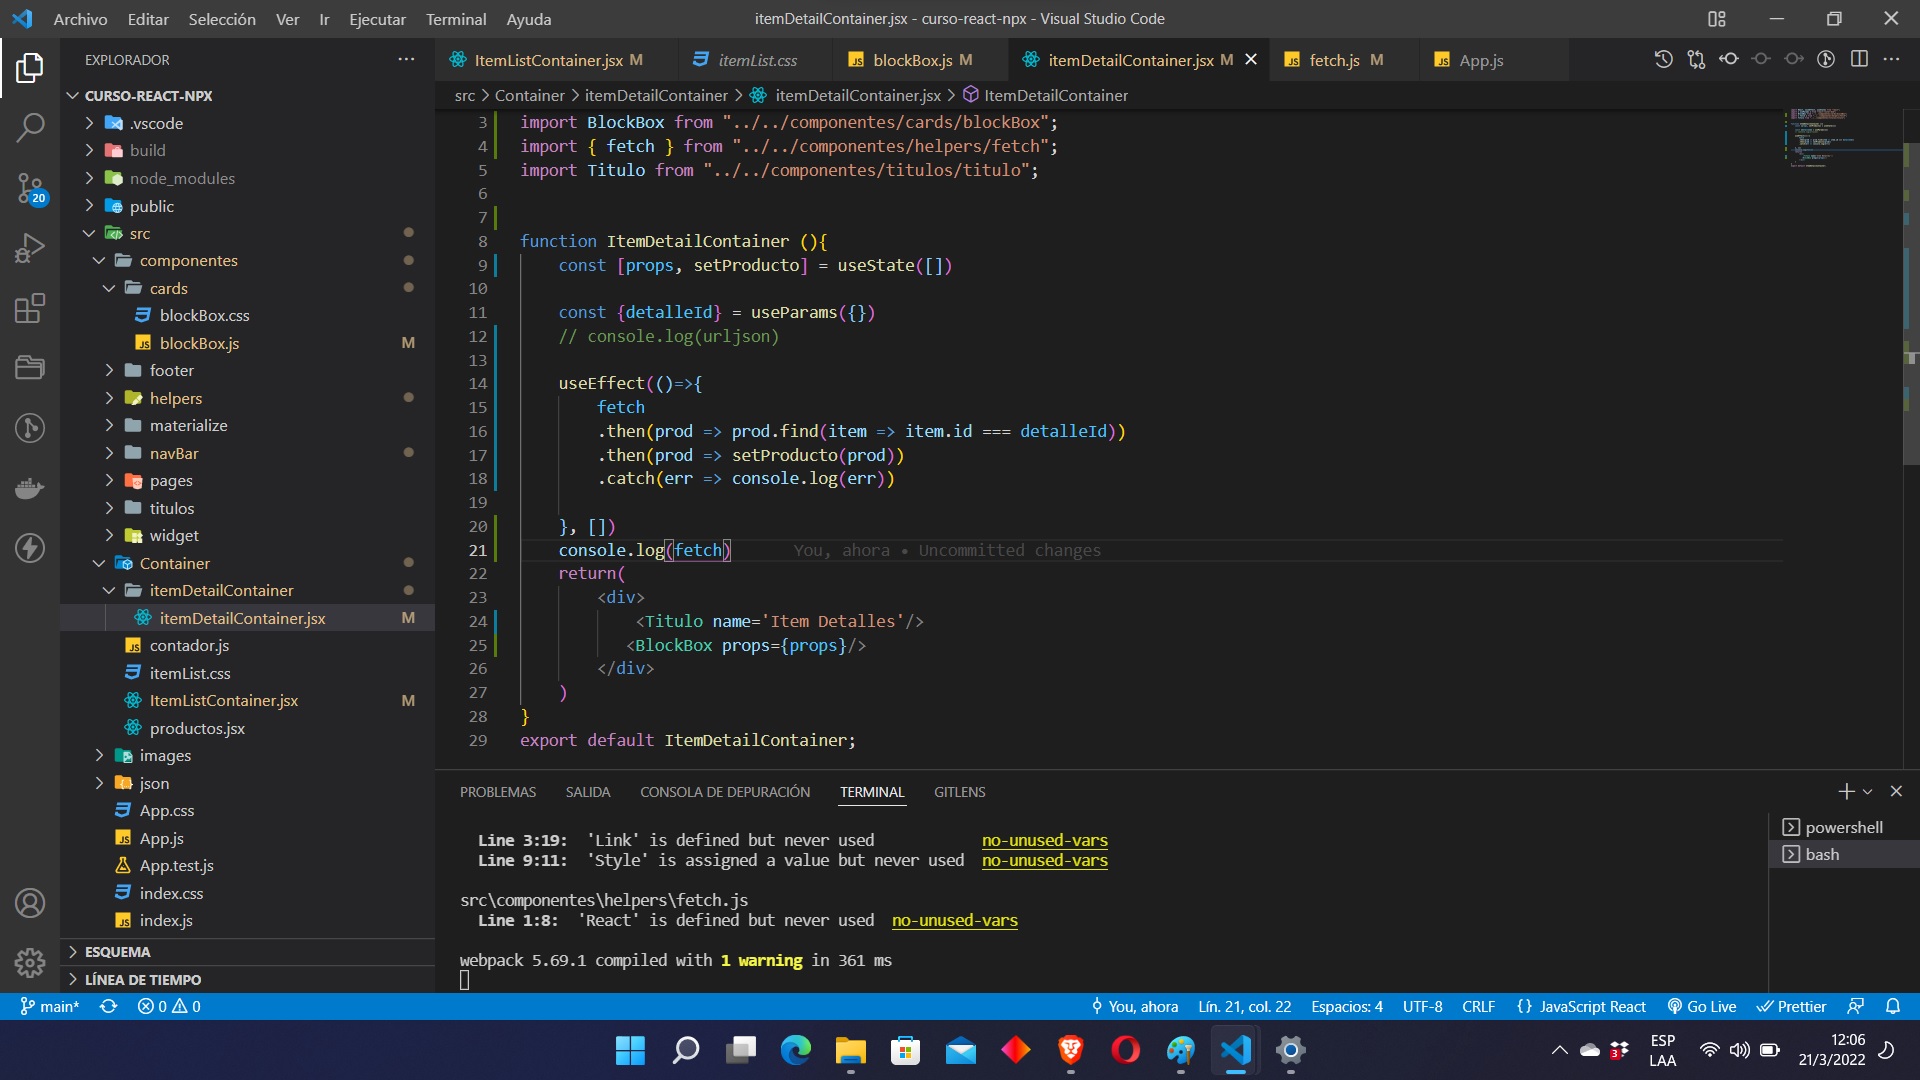 Archivo Editar Selección Ver Ir Ejecutar Terminal Ayuda
itemDetailContainer.jsx - curso-react-npx - Visual Studio Code
EXPLORADOR
ItemListContainer.jsx M
itemList.css
blockBox.js M
itemDetailContainer.jsx M
fetch.js M
App.js
src > Container > itemDetailContainer > itemDetailContainer.jsx > ItemDetailContainer
CURSO-REACT-NPX
.vscode
build
node_modules
20
public
src
componentes
cards
blockBox.css
blockBox.js M
footer
helpers
materialize
navBar
pages
titulos
widget
Container
itemDetailContainer
itemDetailContainer.jsx M
contador.js
itemList.css
ItemListContainer.jsx M
productos.jsx
images
json
App.css
App.js
App.test.js
index.css
index.js
ESQUEMA
LÍNEA DE TIEMPO
3 import BlockBox from "../../componentes/cards/blockBox";
4 import { fetch } from "../../componentes/helpers/fetch";
5 import Titulo from "../../componentes/titulos/titulo";
6
7
8 function ItemDetailContainer (){
9 const [props, setProducto] = useState([])
10
11 const {detalleId} = useParams({})
12 // console.log(urljson)
13
14 useEffect(()=>{
15 fetch
16 .then(prod => prod.find(item => item.id === detalleId))
17 .then(prod => setProducto(prod))
18 .catch(err => console.log(err))
19
20 }, [])
21 console.log(fetch) You, ahora • Uncommitted changes
22 return(
23 <div>
24 <Titulo name='Item Detalles'/>
25 <BlockBox props={props}/>
26 </div>
27 )
28 }
29 export default ItemDetailContainer;
PROBLEMAS SALIDA CONSOLA DE DEPURACIÓN TERMINAL GITLENS
Line 3:19: 'Link' is defined but never used no-unused-vars
Line 9:11: 'Style' is assigned a value but never used no-unused-vars
src\componentes\helpers\fetch.js
Line 1:8: 'React' is defined but never used no-unused-vars
webpack 5.69.1 compiled with 1 warning in 361 ms
powershell
bash
main* 0 0 You, ahora Lín. 21, col. 22 Espacios: 4 UTF-8 CRLF {} JavaScript React Go Live Prettier
3
ESP
LAA
12:06
21/3/2022